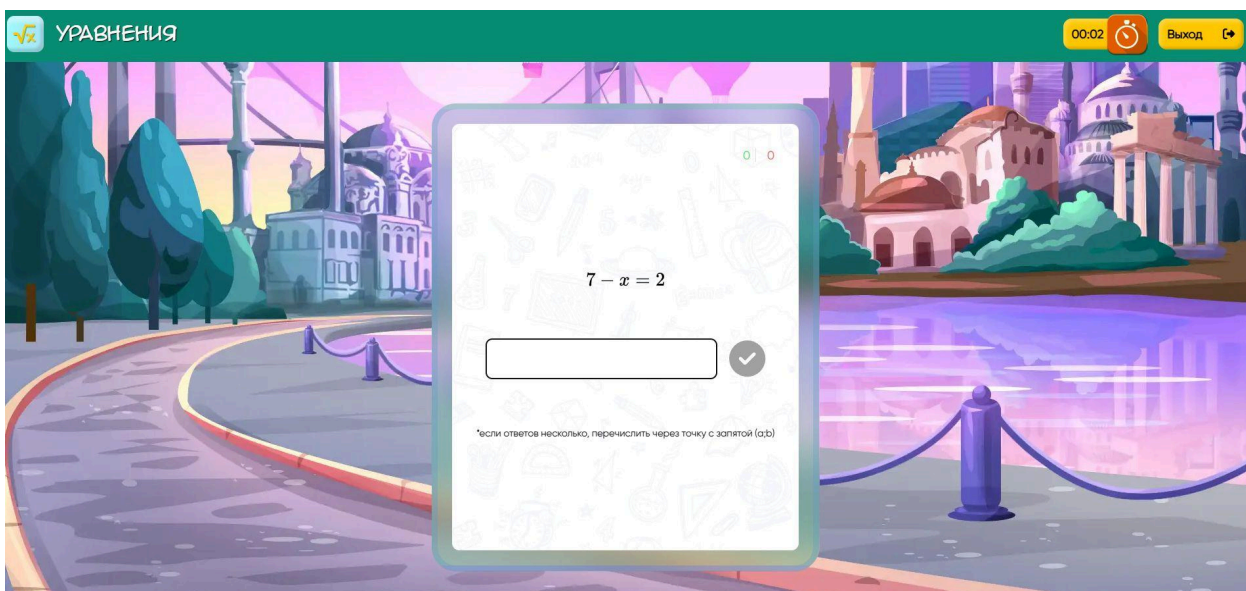 √x УРАВНЕНИЯ
00:02
Выход
0 0
7 − x = 2
*если ответов несколько, перечислить через точку с запятой (a;b)